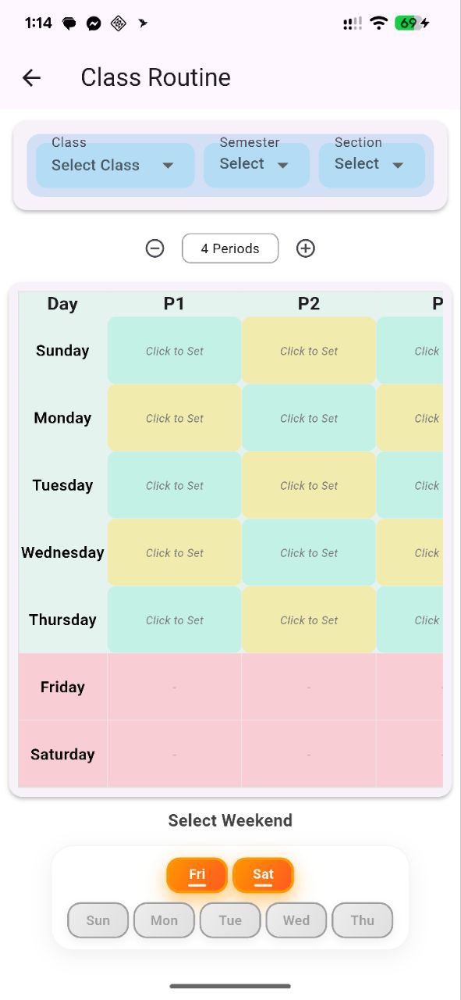 1:14
69
Class Routine
Class Semester Section
Select Class Select Select
4 Periods
Day P1 P2 P
Sunday Click to Set Click to Set Click
Monday Click to Set Click to Set Click
Tuesday Click to Set Click to Set Click
Wednesday Click to Set Click to Set Click
Thursday Click to Set Click to Set Click
Friday - - -
Saturday - - -
Select Weekend
Fri Sat
Sun Mon Tue Wed Thu